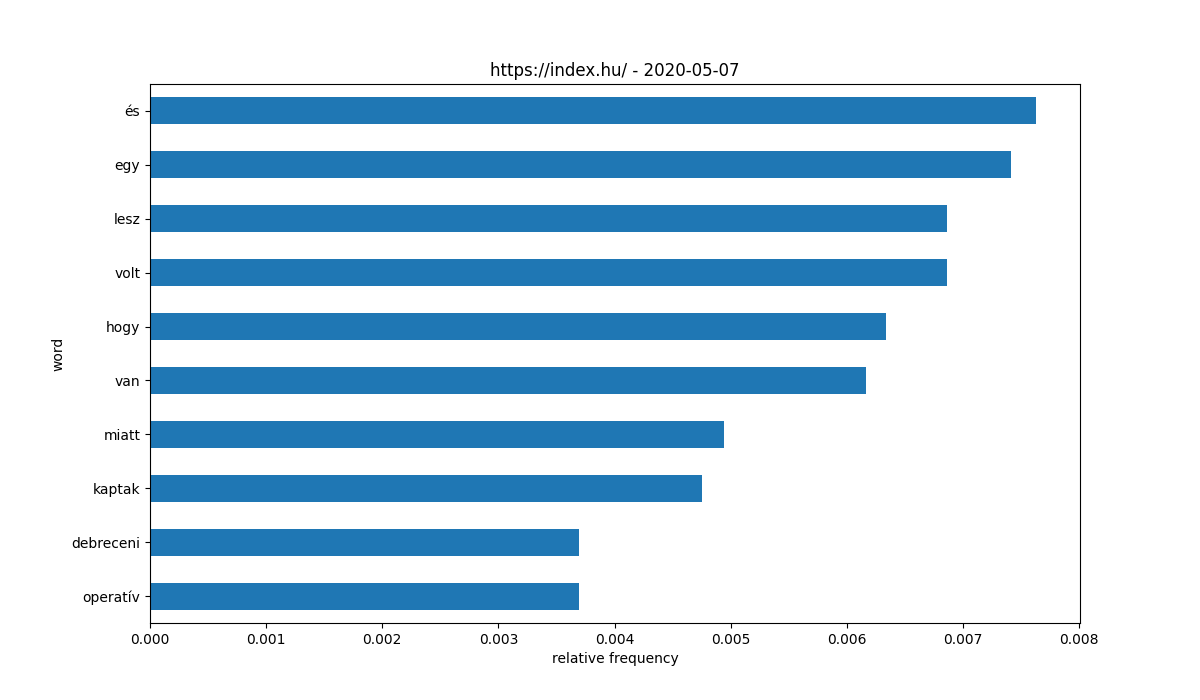 https://index.hu/ - 2020-05-07
és
egy
lesz
volt
hogy
van
miatt
kaptak
debreceni
operatív
word
0.000 0.001 0.002 0.003 0.004 0.005 0.006 0.007 0.008
relative frequency